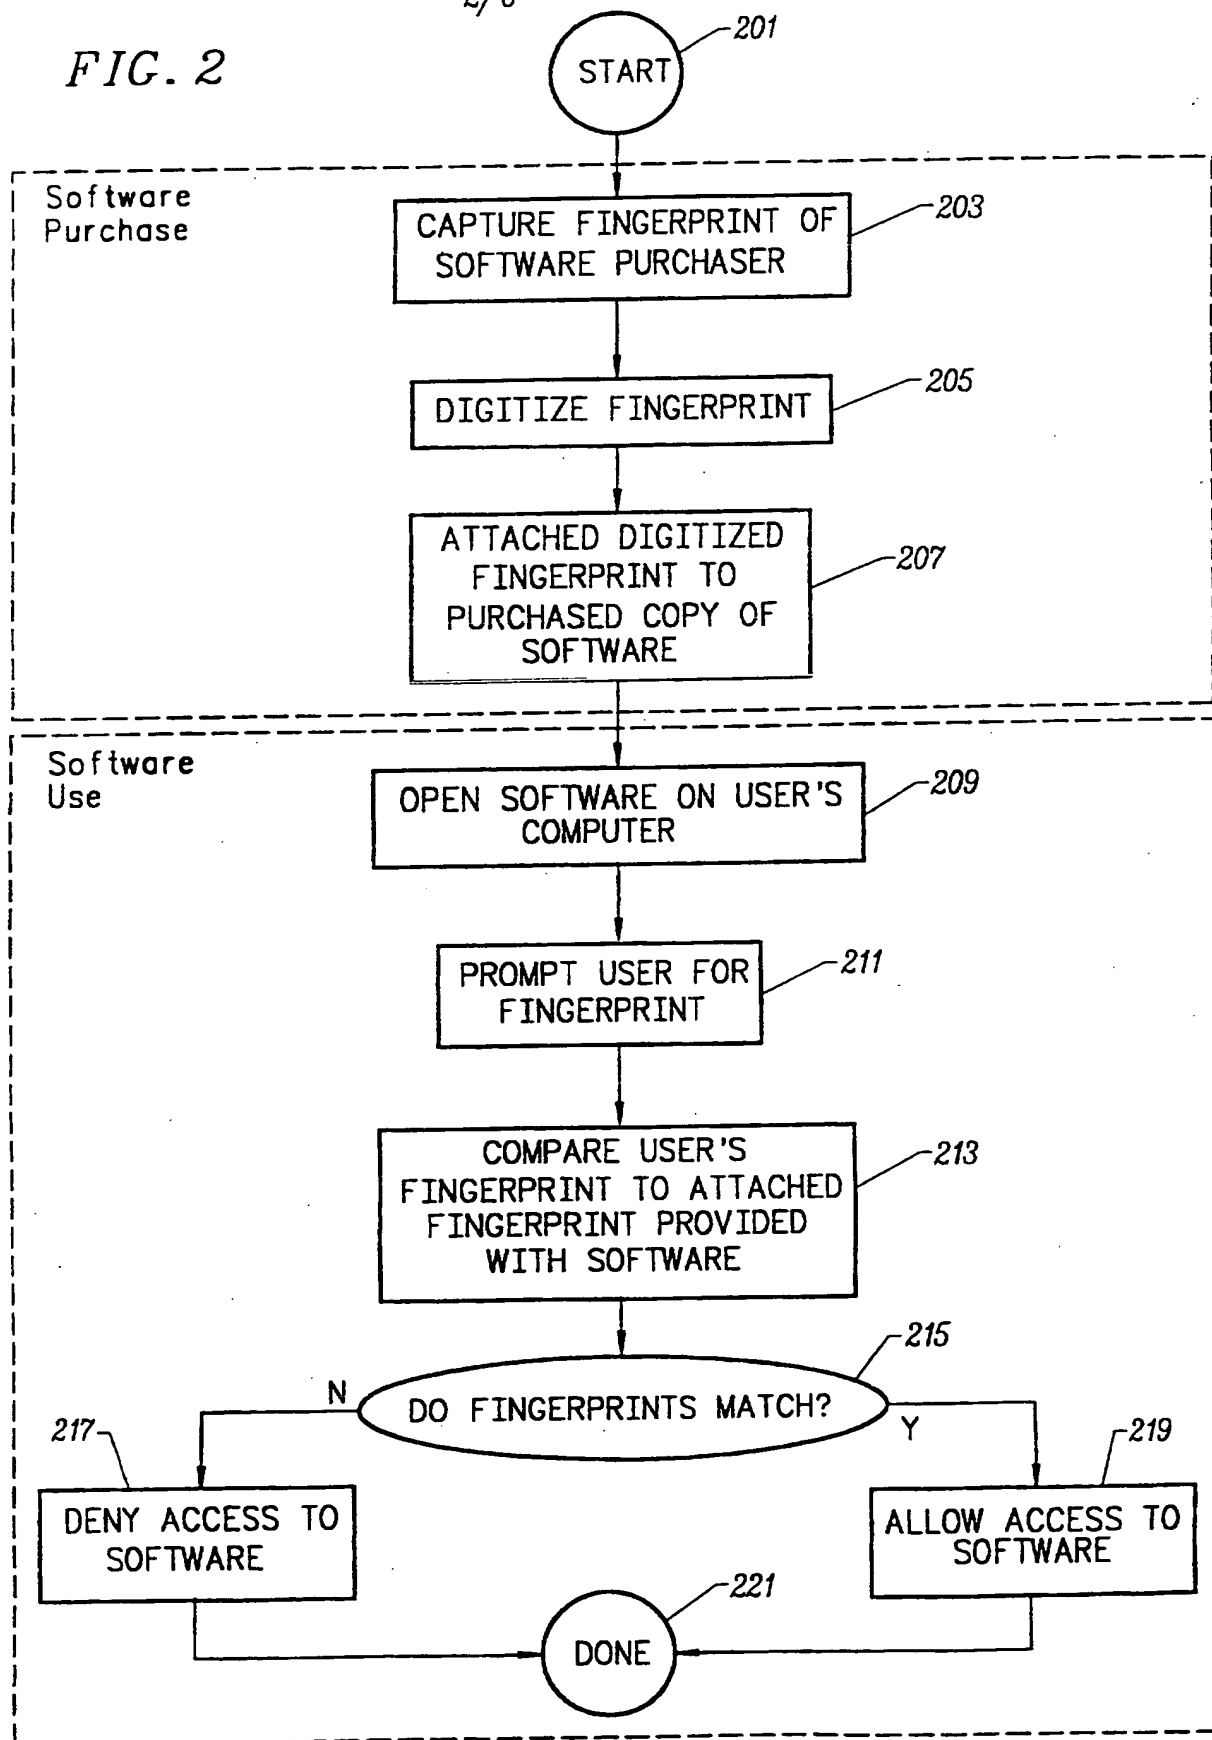 FIG. 2
START
201
Software
Purchase
CAPTURE FINGERPRINT OF
SOFTWARE PURCHASER
203
DIGITIZE FINGERPRINT
205
ATTACHED DIGITIZED
FINGERPRINT TO
PURCHASED COPY OF
SOFTWARE
207
Software
Use
OPEN SOFTWARE ON USER'S
COMPUTER
209
PROMPT USER FOR
FINGERPRINT
211
COMPARE USER'S
FINGERPRINT TO ATTACHED
FINGERPRINT PROVIDED
WITH SOFTWARE
213
DO FINGERPRINTS MATCH?
215
N
Y
217
DENY ACCESS TO
SOFTWARE
219
ALLOW ACCESS TO
SOFTWARE
DONE
221